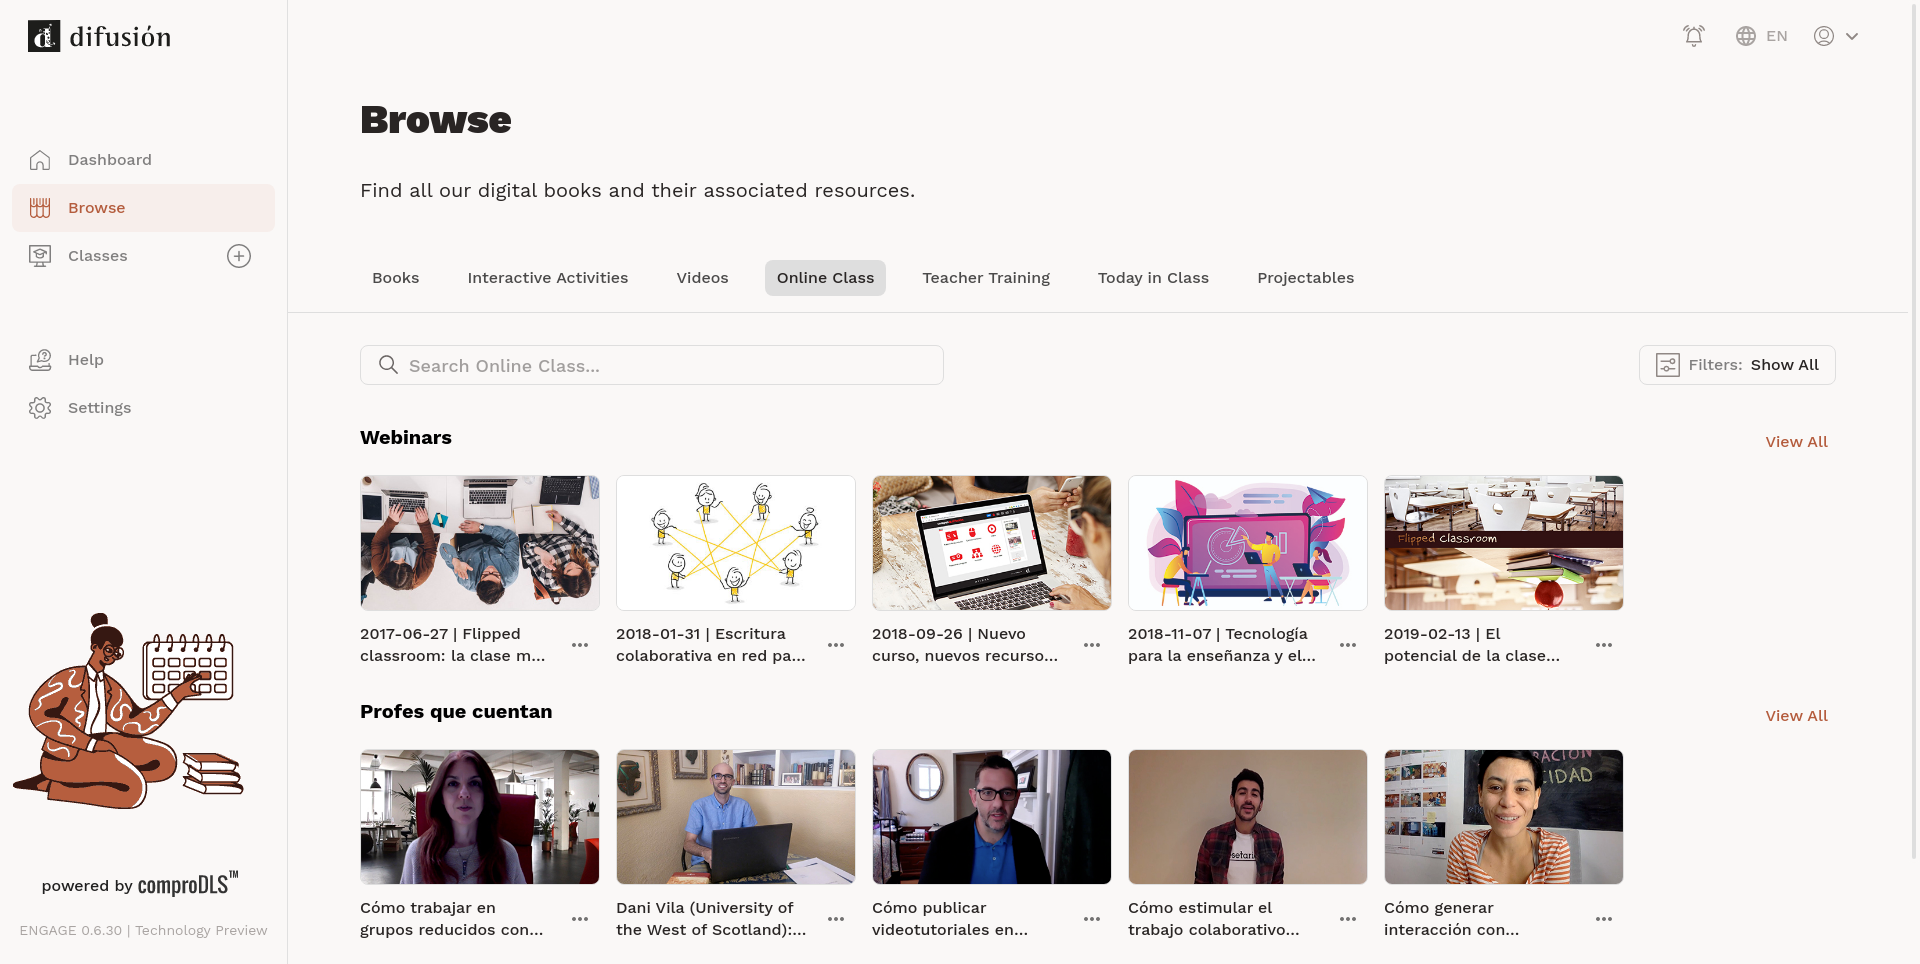 difusión
EN
Dashboard
Browse
Classes
Help
Settings
powered by comproDLS™
ENGAGE 0.6.30 | Technology Preview
Browse
Find all our digital books and their associated resources.
Books
Interactive Activities
Videos
Online Class
Teacher Training
Today in Class
Projectables
Search Online Class...
Filters: Show All
Webinars
View All
Flipped Classroom
2017-06-27 | Flipped
classroom: la clase m...
2018-01-31 | Escritura
colaborativa en red pa...
2018-09-26 | Nuevo
curso, nuevos recurso...
2018-11-07 | Tecnología
para la enseñanza y el...
2019-02-13 | El
potencial de la clase...
Profes que cuentan
View All
Cómo trabajar en
grupos reducidos con...
Dani Vila (University of
the West of Scotland):...
Cómo publicar
videotutoriales en...
Cómo estimular el
trabajo colaborativo...
Cómo generar
interacción con...